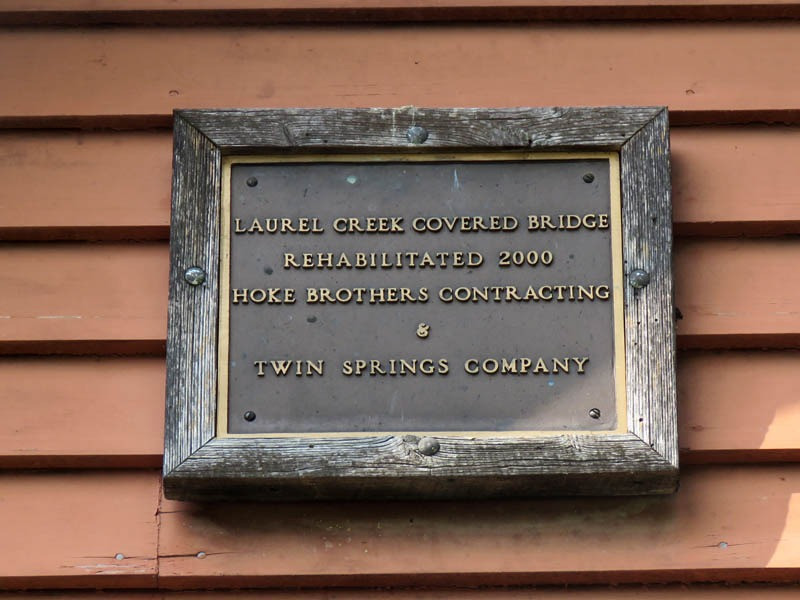 LAUREL CREEK COVERED BRIDGE
REHABILITATED 2000
HOKE BROTHERS CONTRACTING
&
TWIN SPRINGS COMPANY